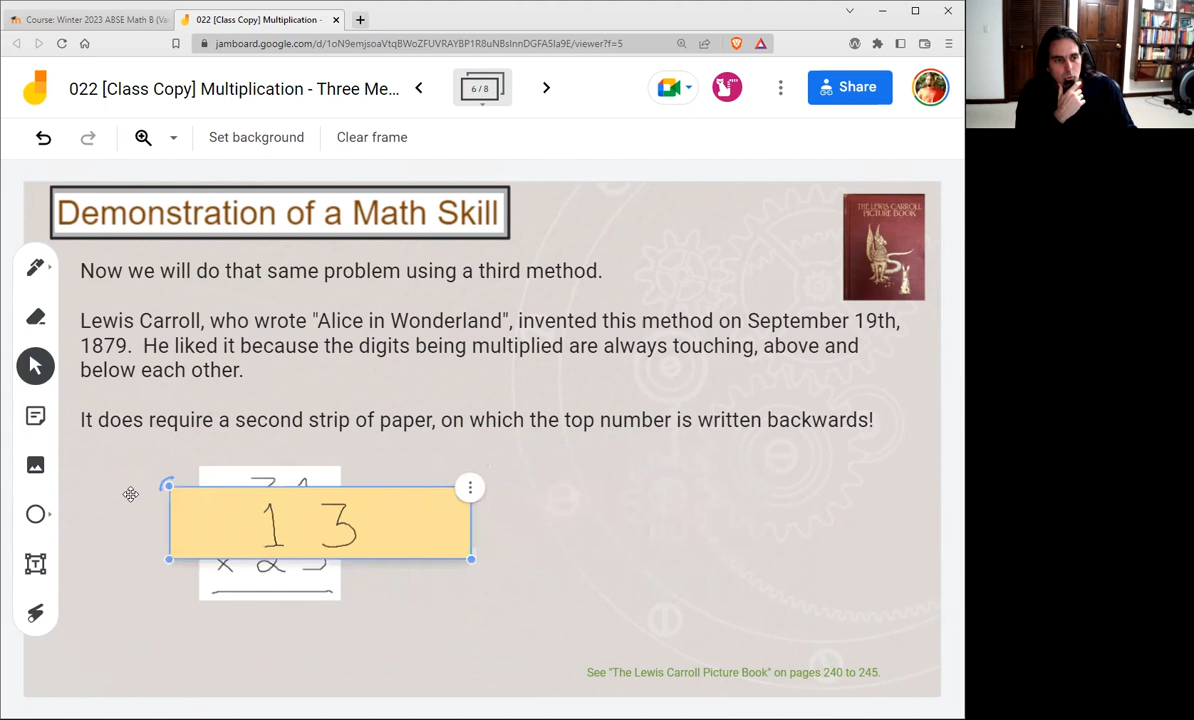 Course: Winter 2023 ABSE Math B (Va
022 [Class Copy] Multiplication -
jamboard.google.com/d/1oN9emjsoaVtqBWoZFUVRAYBP1R8uNBsInnDGFA5Ia9E/viewer?f=5
022 [Class Copy] Multiplication - Three Me...
6 / 8
Share
Set background
Clear frame
Demonstration of a Math Skill
THE LEWIS CARROLL
PICTURE BOOK
Now we will do that same problem using a third method.
Lewis Carroll, who wrote "Alice in Wonderland", invented this method on September 19th,
1879. He liked it because the digits being multiplied are always touching, above and
below each other.
It does require a second strip of paper, on which the top number is written backwards!
1 3
x 2
See "The Lewis Carroll Picture Book" on pages 240 to 245.